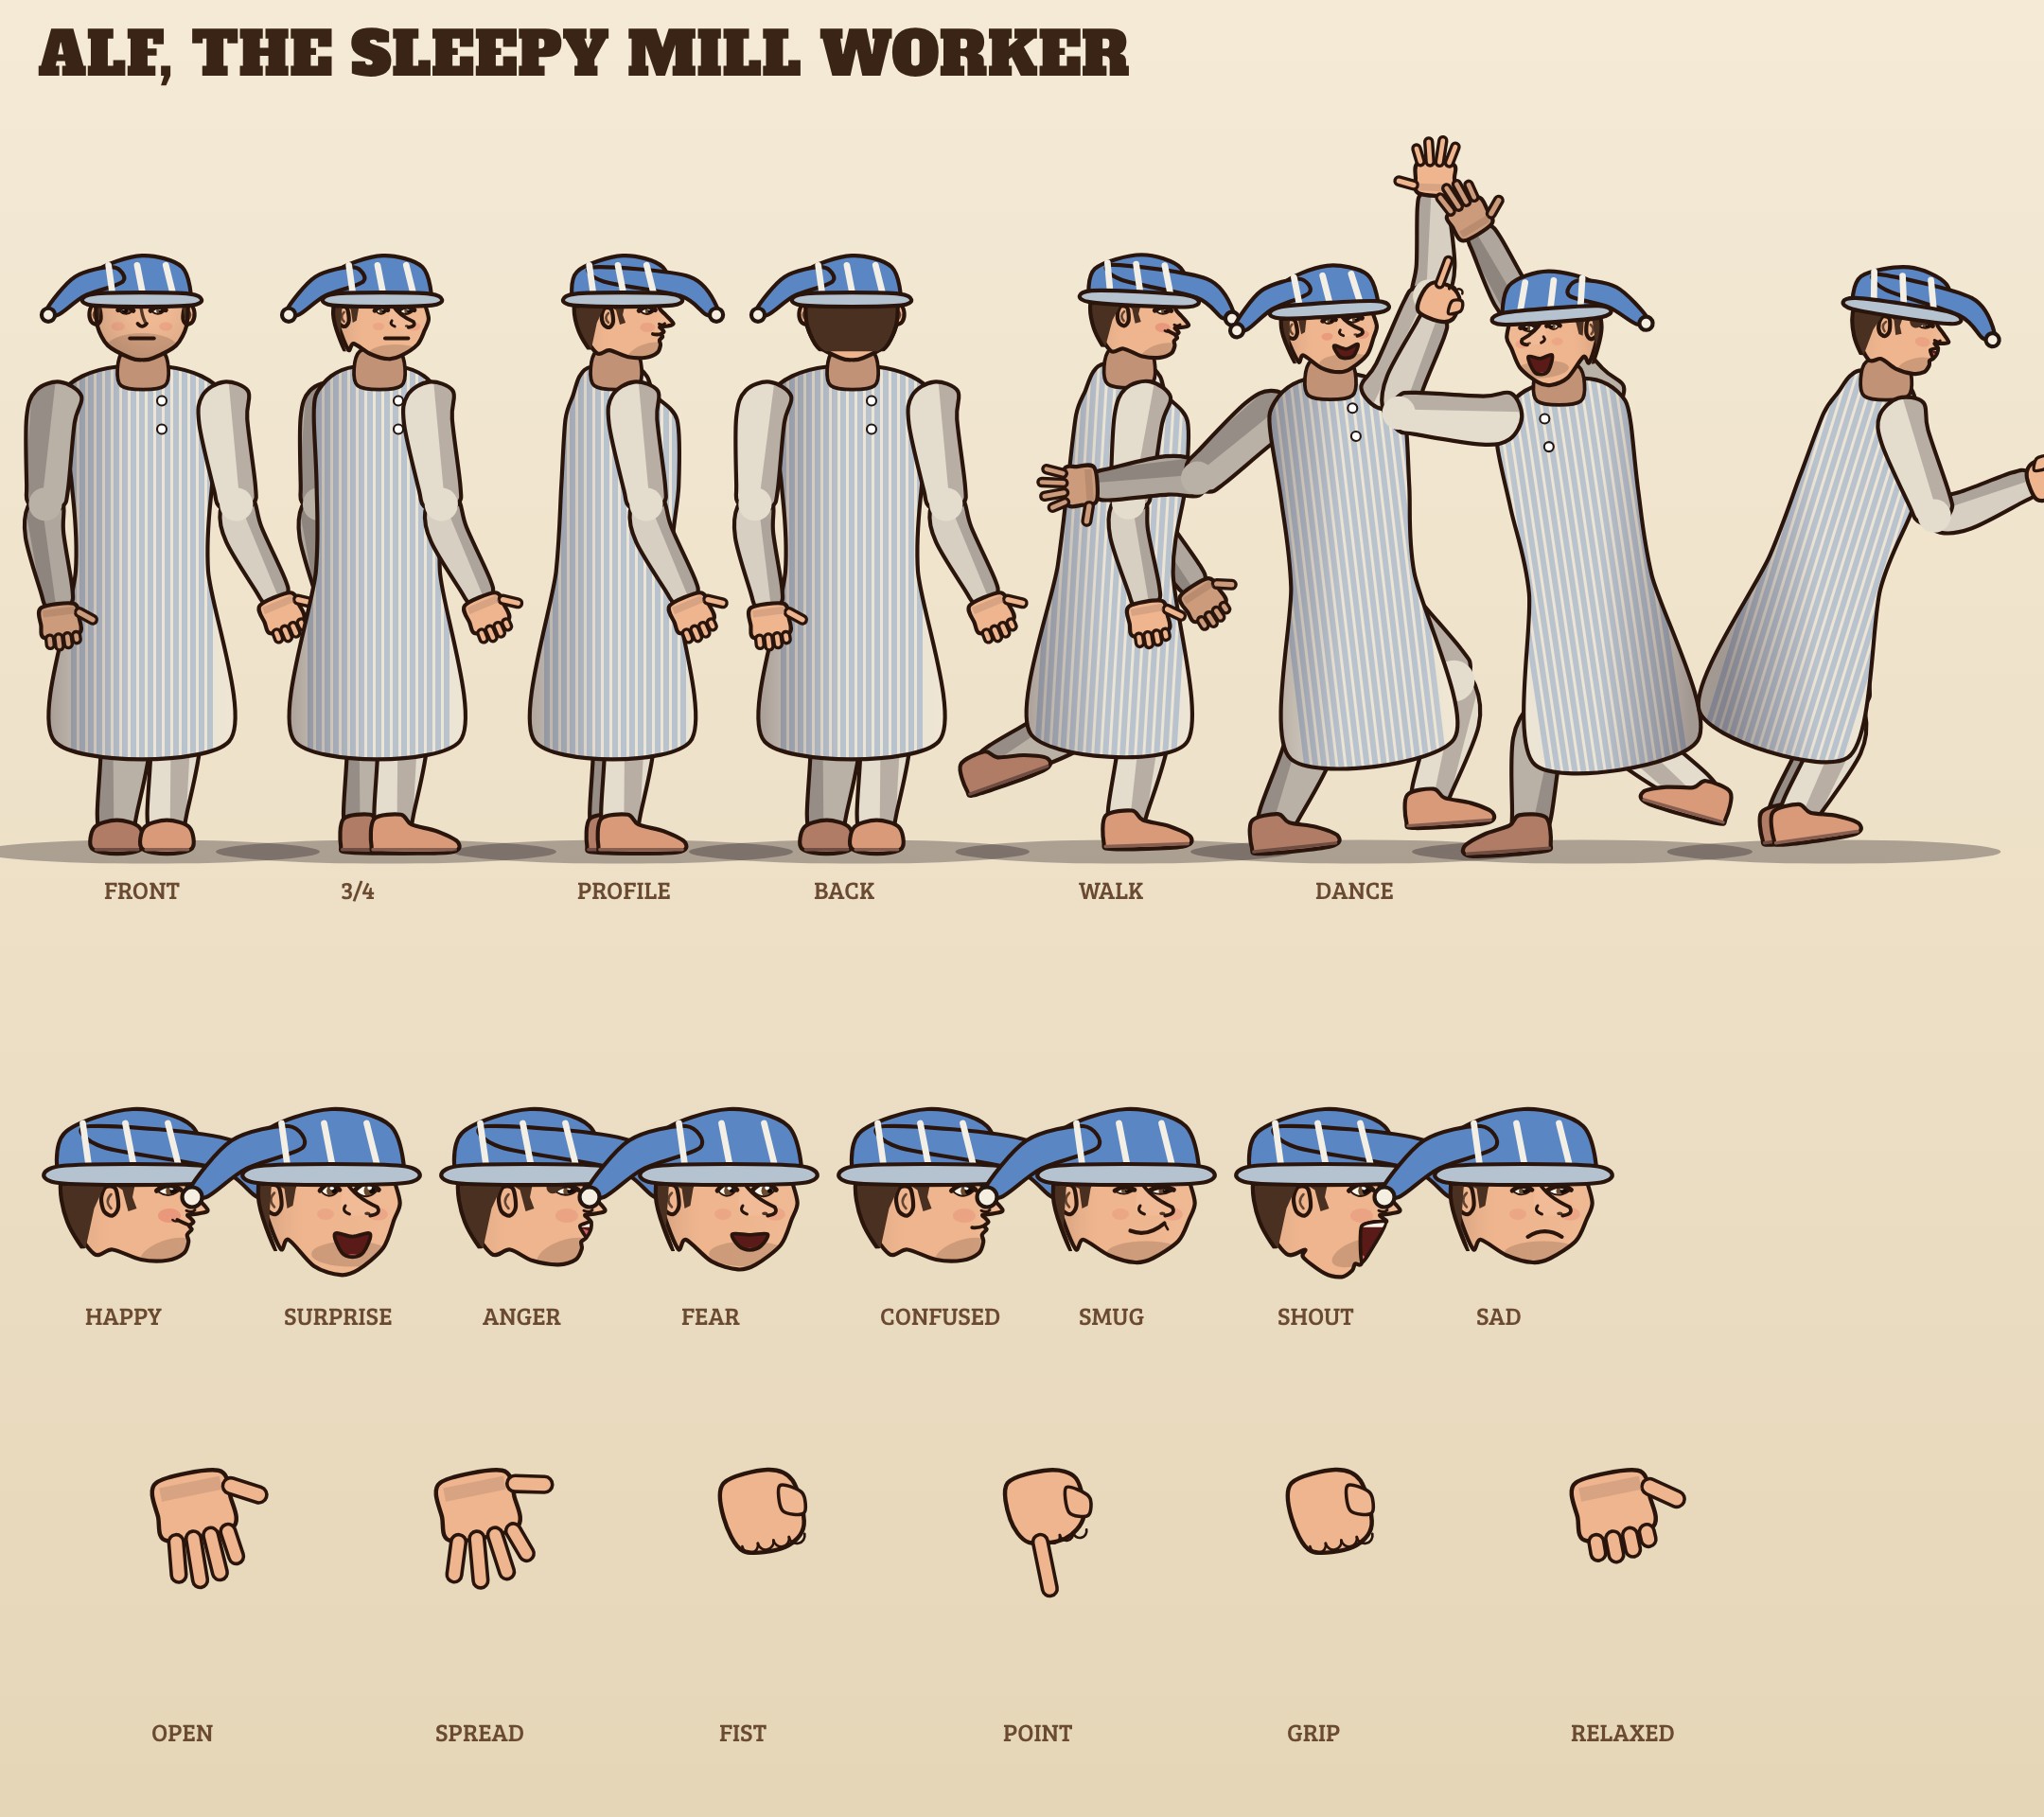 ALF, THE SLEEPY MILL WORKER
FRONT 3/4 PROFILE BACK WALK DANCE
HAPPY SURPRISE ANGER FEAR CONFUSED SMUG SHOUT SAD
OPEN SPREAD FIST POINT GRIP RELAXED